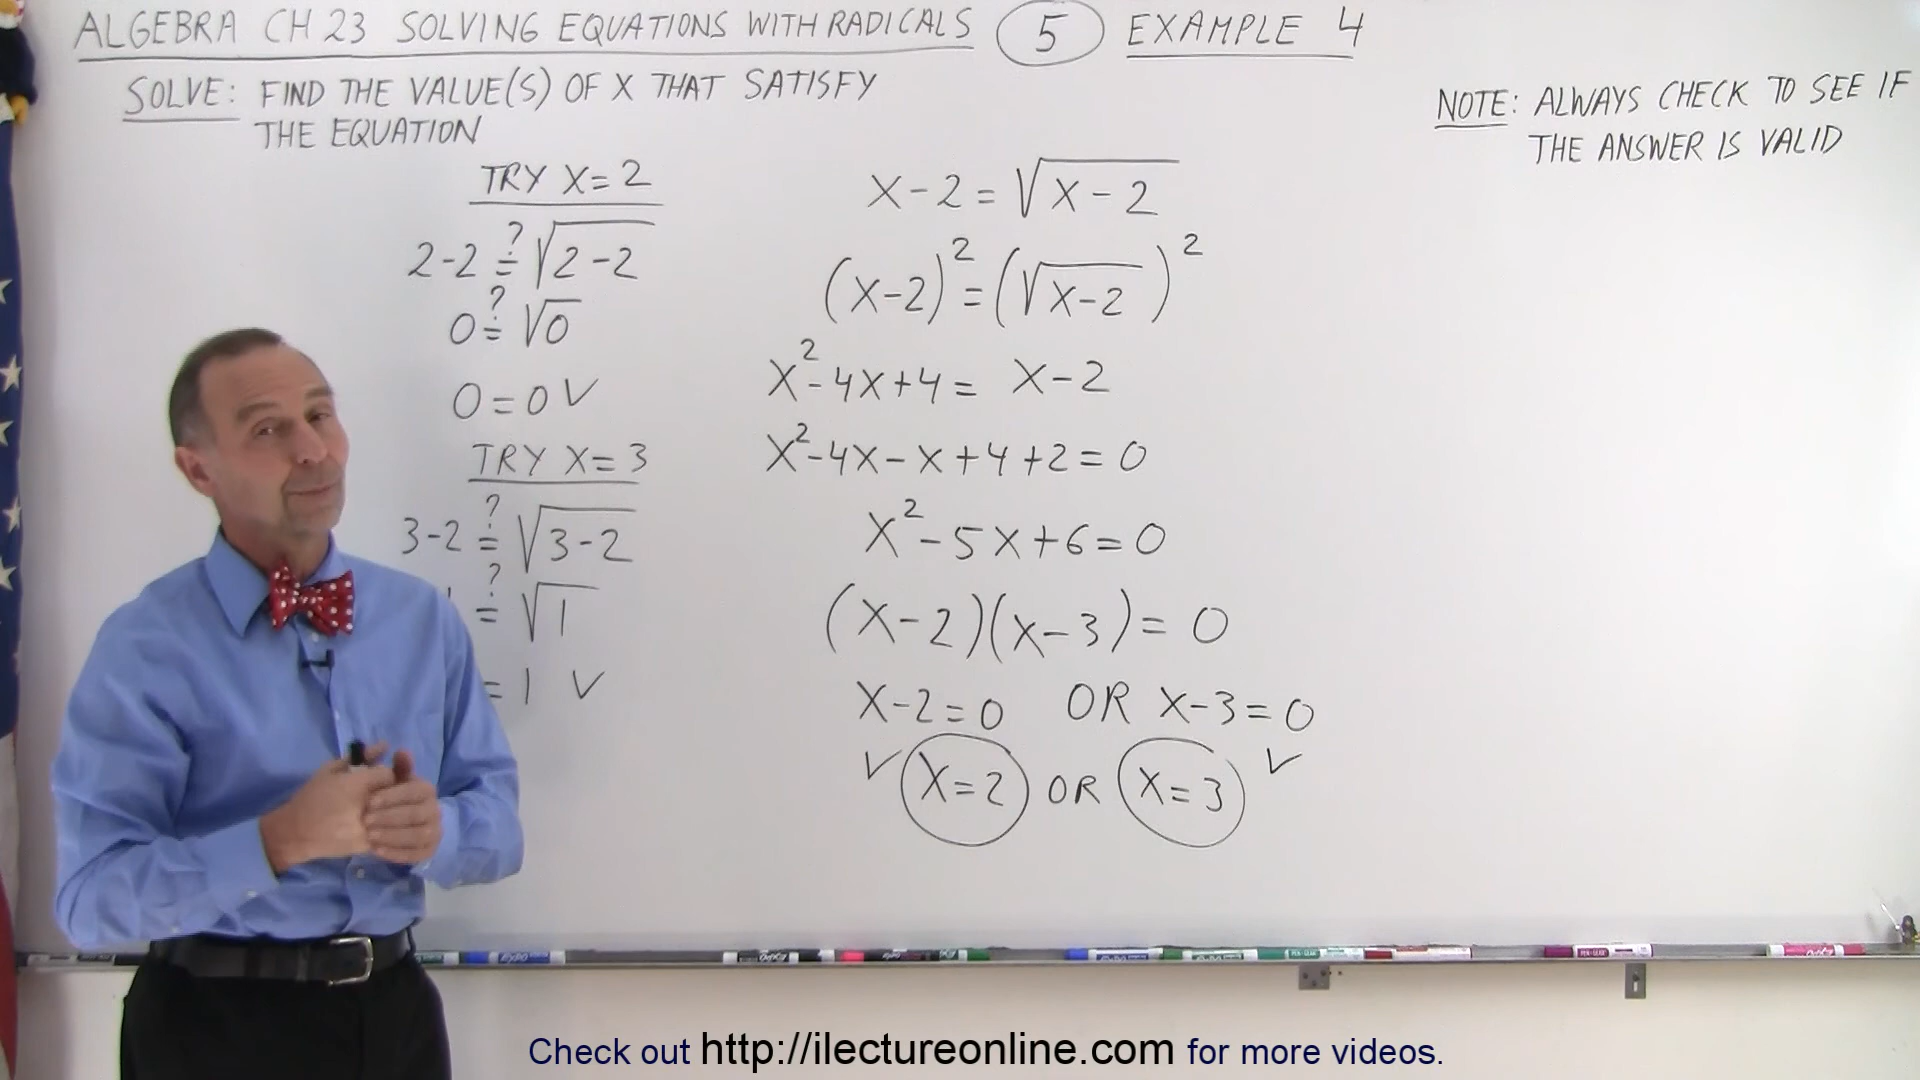 ALGEBRA CH 23 SOLVING EQUATIONS WITH RADICALS 5 EXAMPLE 4
SOLVE: FIND THE VALUE(S) OF X THAT SATISFY
THE EQUATION
NOTE: ALWAYS CHECK TO SEE IF
THE ANSWER IS VALID
TRY X=2
2-2 ≟ √(2-2)
0 ≟ √0
0=0 ✓
TRY X=3
3-2 ≟ √(3-2)
≟ √1
=1 ✓
X-2=√(X-2)
(X-2)²=(√(X-2))²
X²-4X+4= X-2
X²-4X-X+4+2=0
X²-5X+6=0
(X-2)(X-3)=0
X-2=0 OR X-3=0
✓ X=2 OR X=3 ✓
Check out http://ilectureonline.com for more videos.